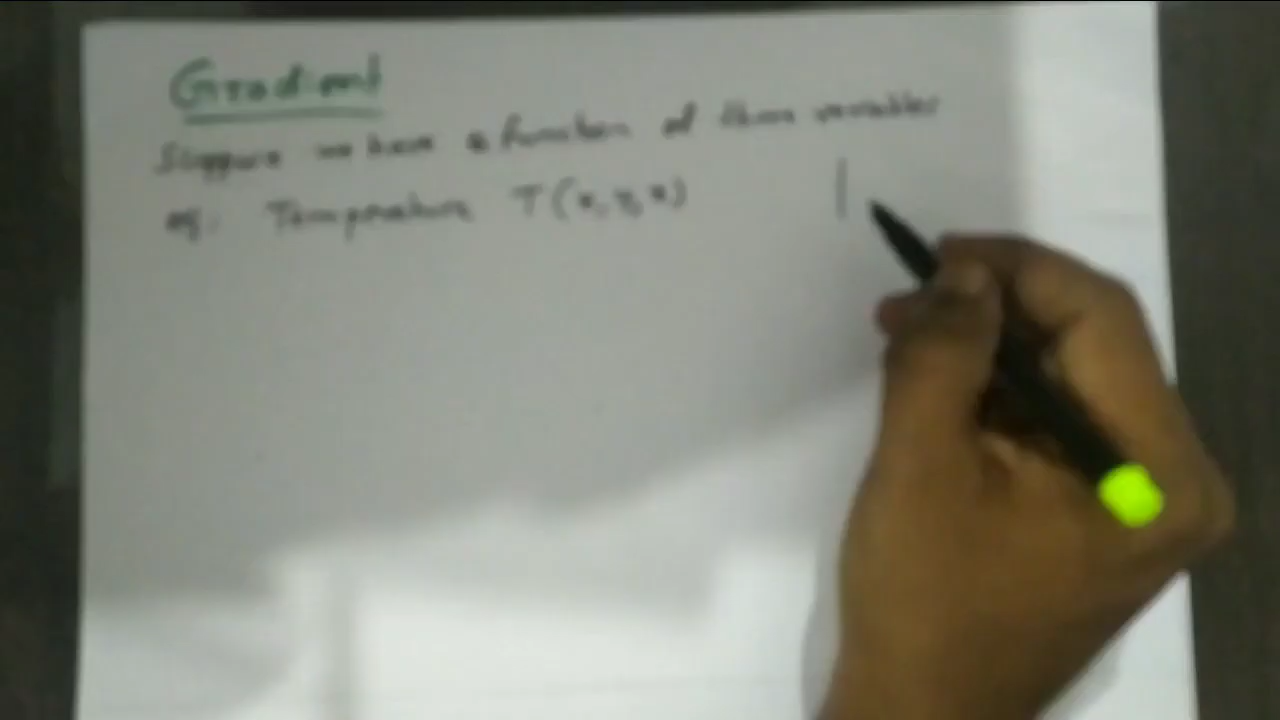 Gradient
Suppose we have a function of three variables
eg: Temperature T(x, y, z)